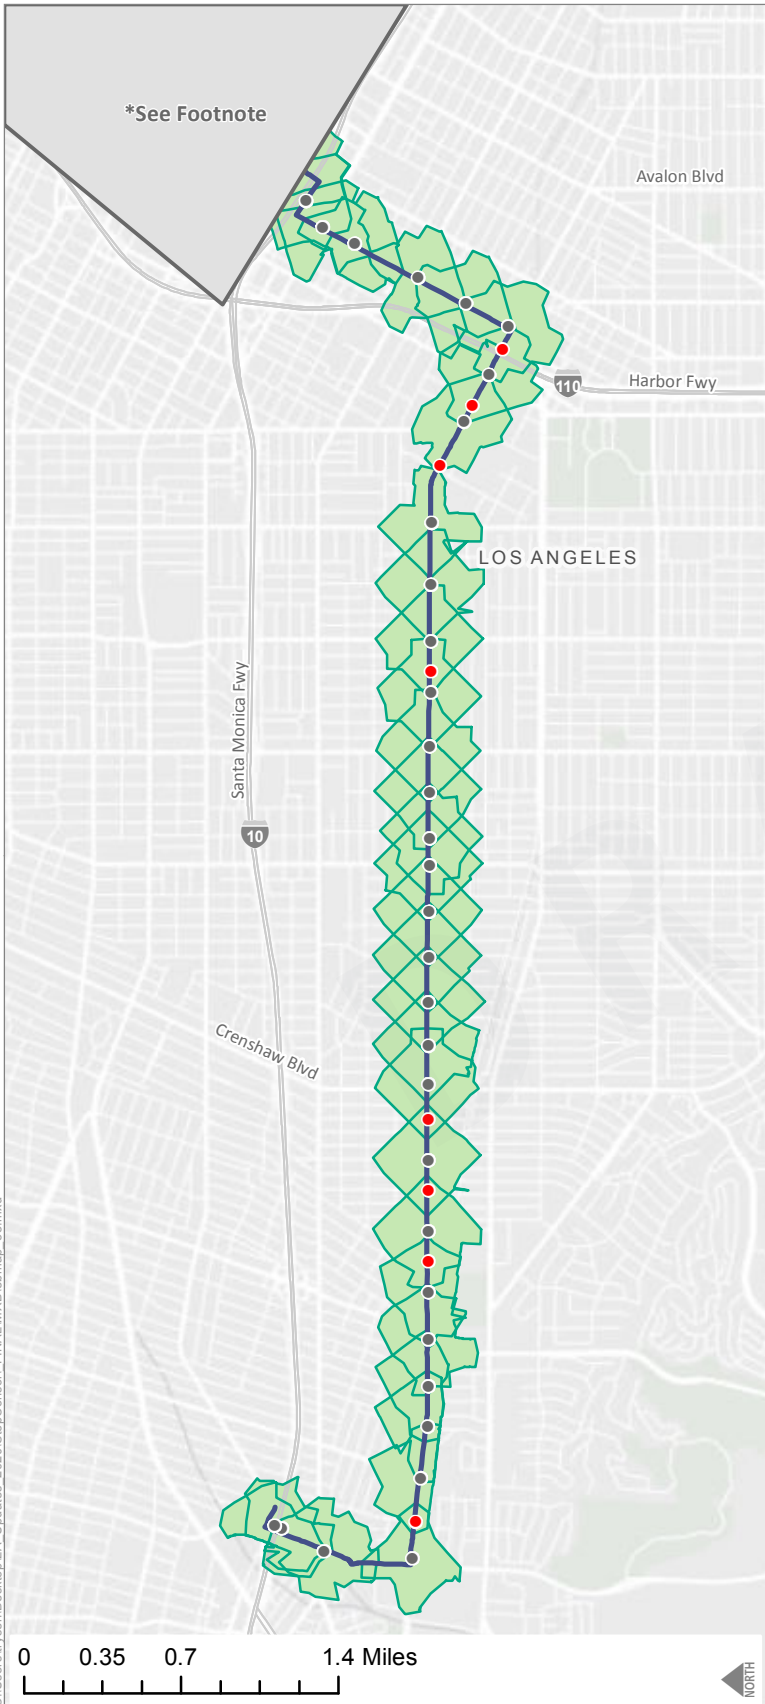 *See Footnote
Avalon Blvd
Harbor Fwy
110
LOS ANGELES
Santa Monica Fwy
10
Crenshaw Blvd
0 0.35 0.7 1.4 Miles
NORTH